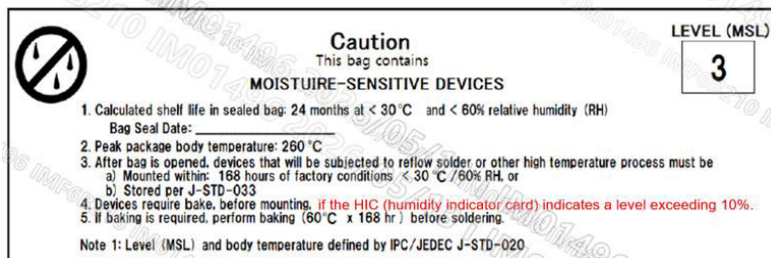 Caution
LEVEL (MSL)
This bag contains
3
MOISTUIRE-SENSITIVE DEVICES
1. Calculated shelf life in sealed bag: 24 months at < 30°C and < 60% relative humidity (RH)
Bag Seal Date:
2. Peak package body temperature: 260 °C
3. After bag is opened, devices that will be subjected to reflow solder or other high temperature process must be
a) Mounted within: 168 hours of factory conditions < 30 °C /60% RH, or
b) Stored per J-STD-033
4. Devices require bake, before mounting, if the HIC (humidity indicator card) indicates a level exceeding 10%.
5. If baking is required, perform baking (60°C x 168 hr) before soldering.
Note 1: Level (MSL) and body temperature defined by IPC/JEDEC J-STD-020